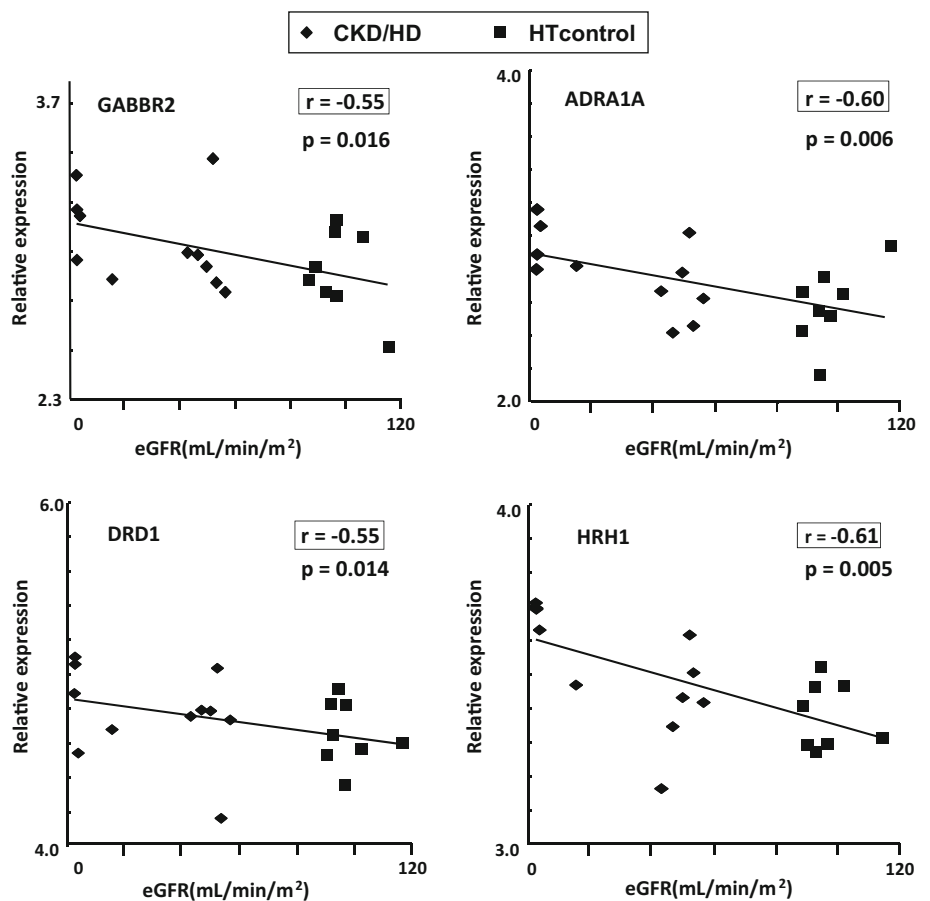 CKD/HD HTcontrol
GABBR2
r = -0.55
p = 0.016
3.7
2.3
Relative expression
0 120
eGFR(mL/min/m²)
ADRA1A
r = -0.60
p = 0.006
4.0
2.0
Relative expression
0 120
eGFR(mL/min/m²)
DRD1
r = -0.55
p = 0.014
6.0
4.0
Relative expression
0 120
eGFR(mL/min/m²)
HRH1
r = -0.61
p = 0.005
4.0
3.0
Relative expression
0 120
eGFR(mL/min/m²)